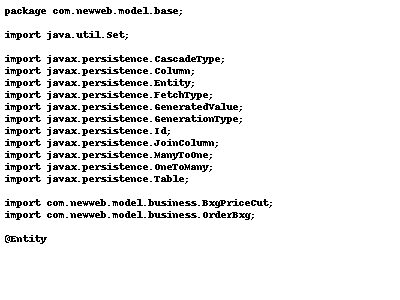 package com.newweb.model.base;
import java.util.Set;
import javax.persistence.CascadeType;
import javax.persistence.Column;
import javax.persistence.Entity;
import javax.persistence.FetchType;
import javax.persistence.GeneratedValue;
import javax.persistence.GenerationType;
import javax.persistence.Id;
import javax.persistence.JoinColumn;
import javax.persistence.ManyToOne;
import javax.persistence.OneToMany;
import javax.persistence.Table;
import com.newweb.model.business.BxgPriceCut;
import com.newweb.model.business.OrderBxg;
@Entity